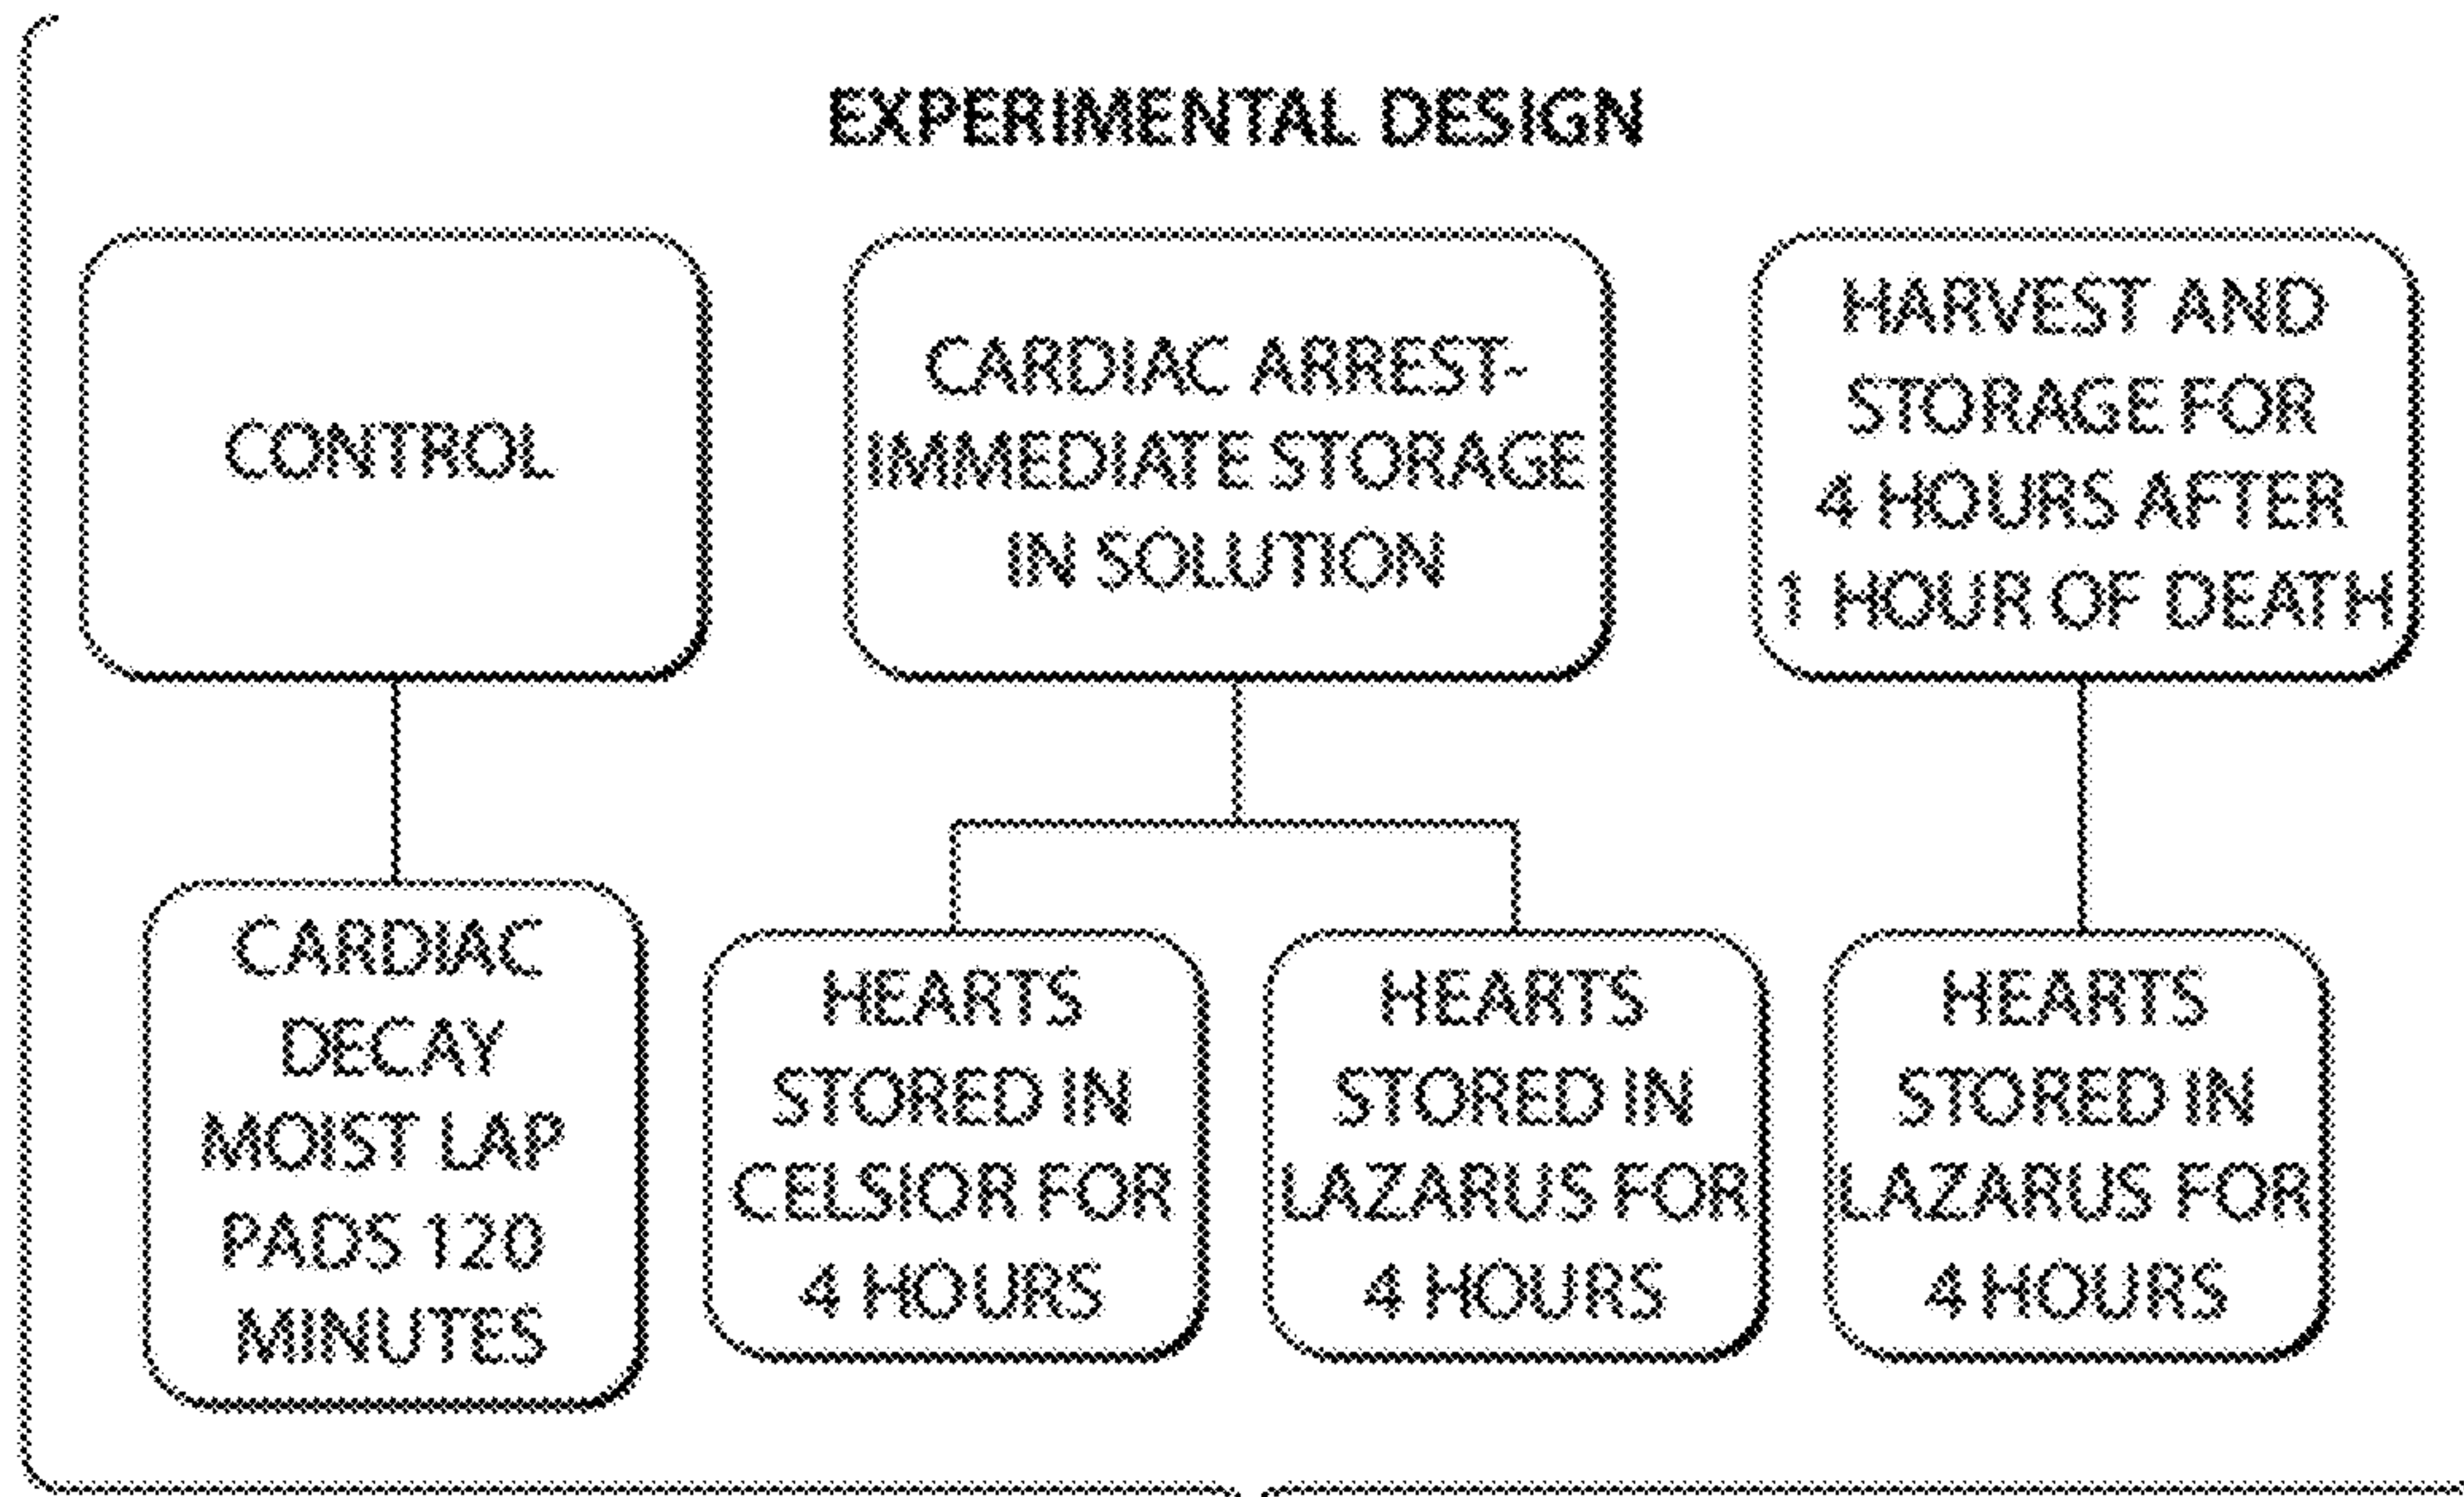 EXPERIMENTAL DESIGN
CONTROL
CARDIAC ARREST-
IMMEDIATE STORAGE
IN SOLUTION
HARVEST AND
STORAGE FOR
4 HOURS AFTER
1 HOUR OF DEATH
CARDIAC
DECAY
MOIST LAP
PADS 120
MINUTES
HEARTS
STORED IN
CELSIOR FOR
4 HOURS
HEARTS
STORED IN
LAZARUS FOR
4 HOURS
HEARTS
STORED IN
LAZARUS FOR
4 HOURS